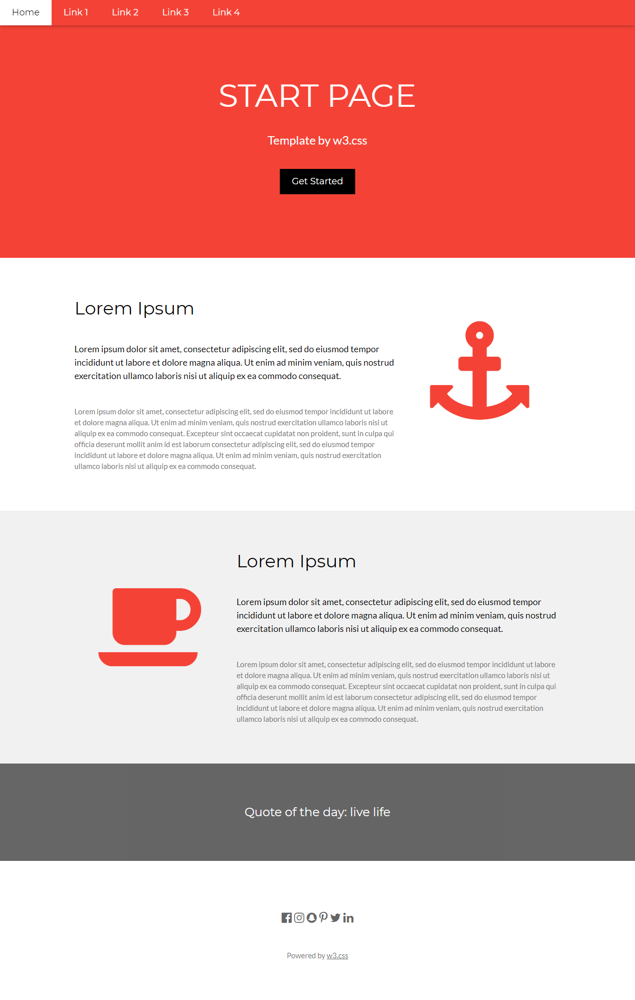 Home Link 1 Link 2 Link 3 Link 4
START PAGE
Template by w3.css
Get Started
Lorem Ipsum
Lorem ipsum dolor sit amet, consectetur adipiscing elit, sed do eiusmod tempor
incididunt ut labore et dolore magna aliqua. Ut enim ad minim veniam, quis nostrud
exercitation ullamco laboris nisi ut aliquip ex ea commodo consequat.
Lorem ipsum dolor sit amet, consectetur adipiscing elit, sed do eiusmod tempor incididunt ut labore
et dolore magna aliqua. Ut enim ad minim veniam, quis nostrud exercitation ullamco laboris nisi ut
aliquip ex ea commodo consequat. Excepteur sint occaecat cupidatat non proident, sunt in culpa qui
officia deserunt mollit anim id est laborum consectetur adipiscing elit, sed do eiusmod tempor
incididunt ut labore et dolore magna aliqua. Ut enim ad minim veniam, quis nostrud exercitation
ullamco laboris nisi ut aliquip ex ea commodo consequat.
Lorem Ipsum
Lorem ipsum dolor sit amet, consectetur adipiscing elit, sed do eiusmod tempor
incididunt ut labore et dolore magna aliqua. Ut enim ad minim veniam, quis nostrud
exercitation ullamco laboris nisi ut aliquip ex ea commodo consequat.
Lorem ipsum dolor sit amet, consectetur adipiscing elit, sed do eiusmod tempor incididunt ut labore
et dolore magna aliqua. Ut enim ad minim veniam, quis nostrud exercitation ullamco laboris nisi ut
aliquip ex ea commodo consequat. Excepteur sint occaecat cupidatat non proident, sunt in culpa qui
officia deserunt mollit anim id est laborum consectetur adipiscing elit, sed do eiusmod tempor
incididunt ut labore et dolore magna aliqua. Ut enim ad minim veniam, quis nostrud exercitation
ullamco laboris nisi ut aliquip ex ea commodo consequat.
Quote of the day: live life
Powered by w3.css